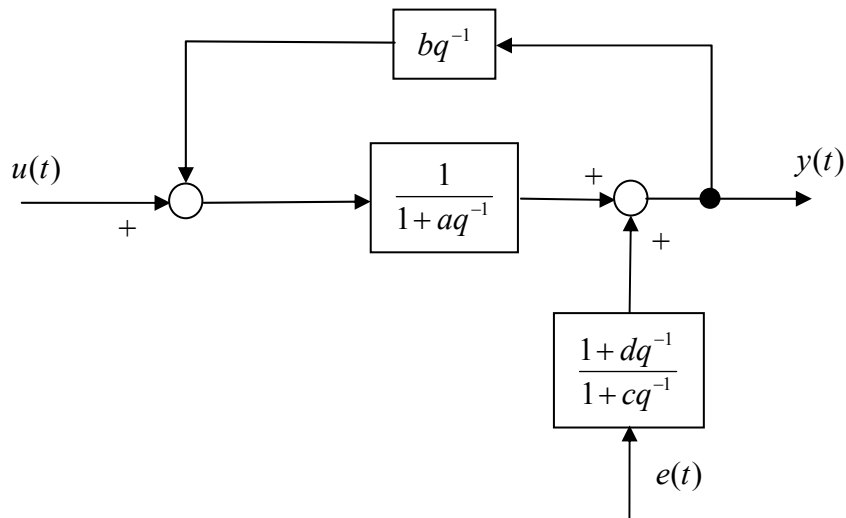 bq⁻¹
u(t)
+
1
1 + aq⁻¹
+
+
y(t)
1 + dq⁻¹
1 + cq⁻¹
e(t)